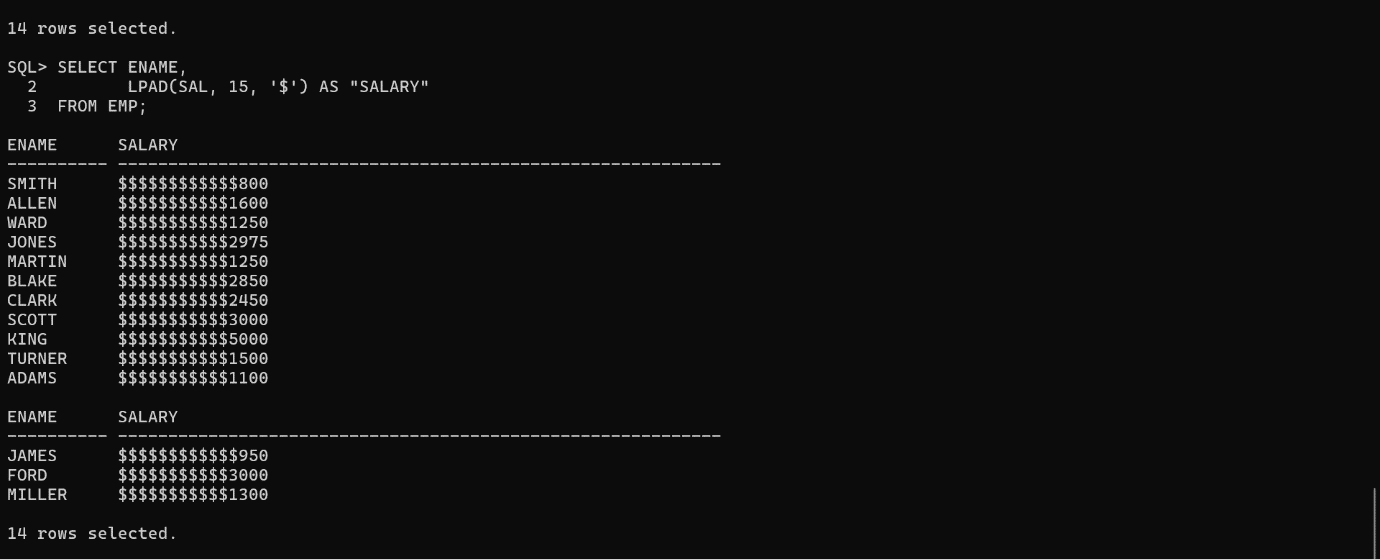 14 rows selected.
SQL> SELECT ENAME,
  2         LPAD(SAL, 15, '$') AS "SALARY"
  3  FROM EMP;
ENAME      SALARY
---------- ------------------------------------------------------------
SMITH      $$$$$$$$$$$$800
ALLEN      $$$$$$$$$$$1600
WARD       $$$$$$$$$$$1250
JONES      $$$$$$$$$$$2975
MARTIN     $$$$$$$$$$$1250
BLAKE      $$$$$$$$$$$2850
CLARK      $$$$$$$$$$$2450
SCOTT      $$$$$$$$$$$3000
KING       $$$$$$$$$$$5000
TURNER     $$$$$$$$$$$1500
ADAMS      $$$$$$$$$$$1100
ENAME      SALARY
---------- ------------------------------------------------------------
JAMES      $$$$$$$$$$$$950
FORD       $$$$$$$$$$$3000
MILLER     $$$$$$$$$$$1300
14 rows selected.